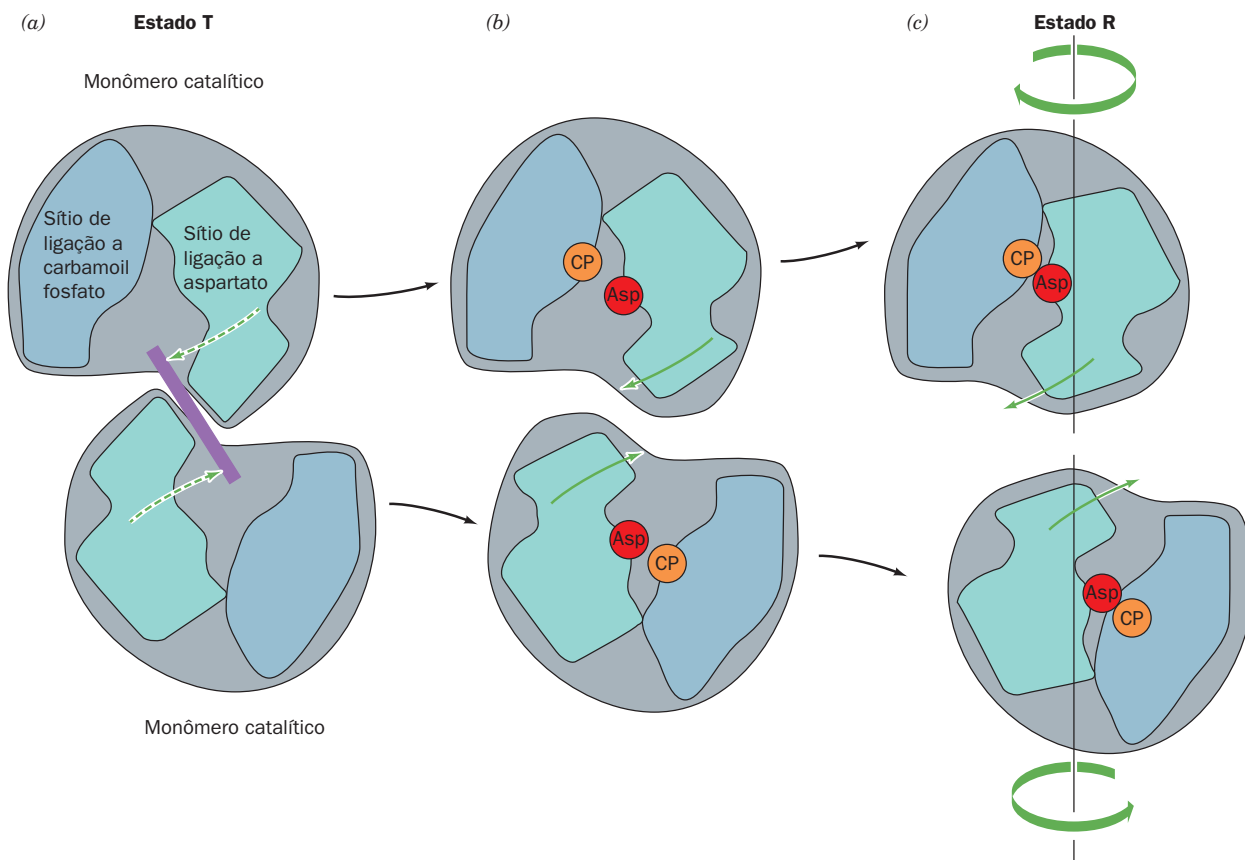 (a)
Estado T
(b)
(c)
Estado R
Monômero catalítico
Sítio de
ligação a
carbamoil
fosfato
Sítio de
ligação a
aspartato
CP
Asp
CP
Asp
Asp
CP
Asp
CP
Monômero catalítico